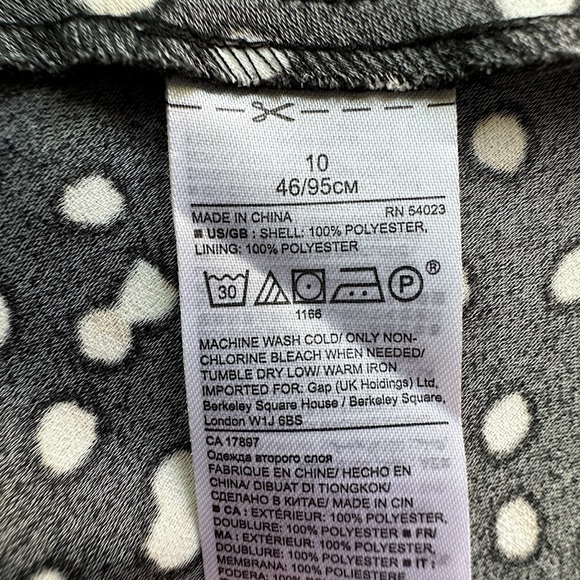 10
46/95CM
MADE IN CHINA RN 54023
■ US/GB : SHELL: 100% POLYESTER,
LINING: 100% POLYESTER
30 P ®
1166
MACHINE WASH COLD/ ONLY NON-
CHLORINE BLEACH WHEN NEEDED/
TUMBLE DRY LOW/ WARM IRON
IMPORTED FOR: Gap (UK Holdings) Ltd,
Berkeley Square House / Berkeley Square,
London W1J 6BS
CA 17897
Одежда второго слоя
FABRIQUE EN CHINE/ HECHO EN
CHINA/ DIBUAT DI TIONGKOK/
СДЕЛАНО В КИТАЕ/ MADE IN CIN
■ CA : EXTÉRIEUR: 100% POLYESTER,
DOUBLURE: 100% POLYESTER ■ FR/
MA : EXTÉRIEUR: 100% POLYESTER,
DOUBLURE: 100% POLYESTER ■ IT :
MEMBRANA: 100% POLIESTERE,
FODERA: 100%